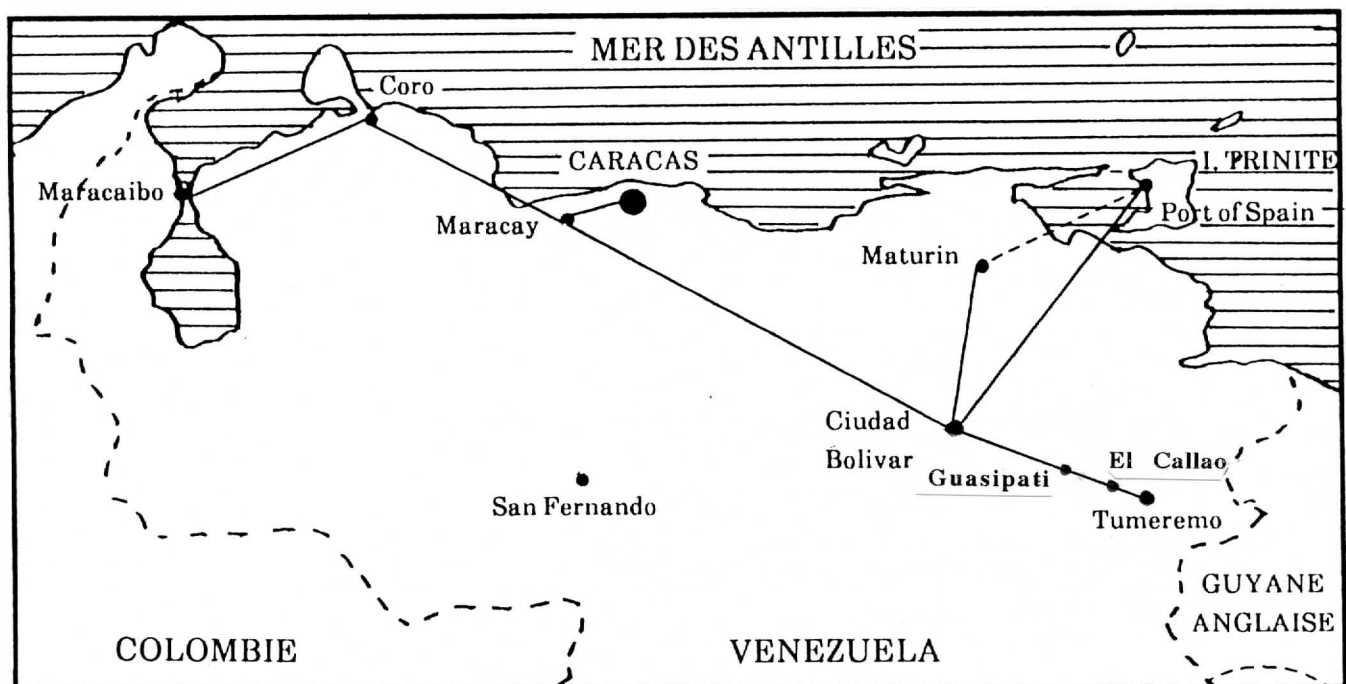 MER DES ANTILLES
Coro
CARACAS
I. TRINITE
Maracaibo
Maracay
Port of Spain
Maturin
Ciudad
Bolivar
Guasipati
El Callao
San Fernando
Tumeremo
GUYANE
ANGLAISE
COLOMBIE
VENEZUELA